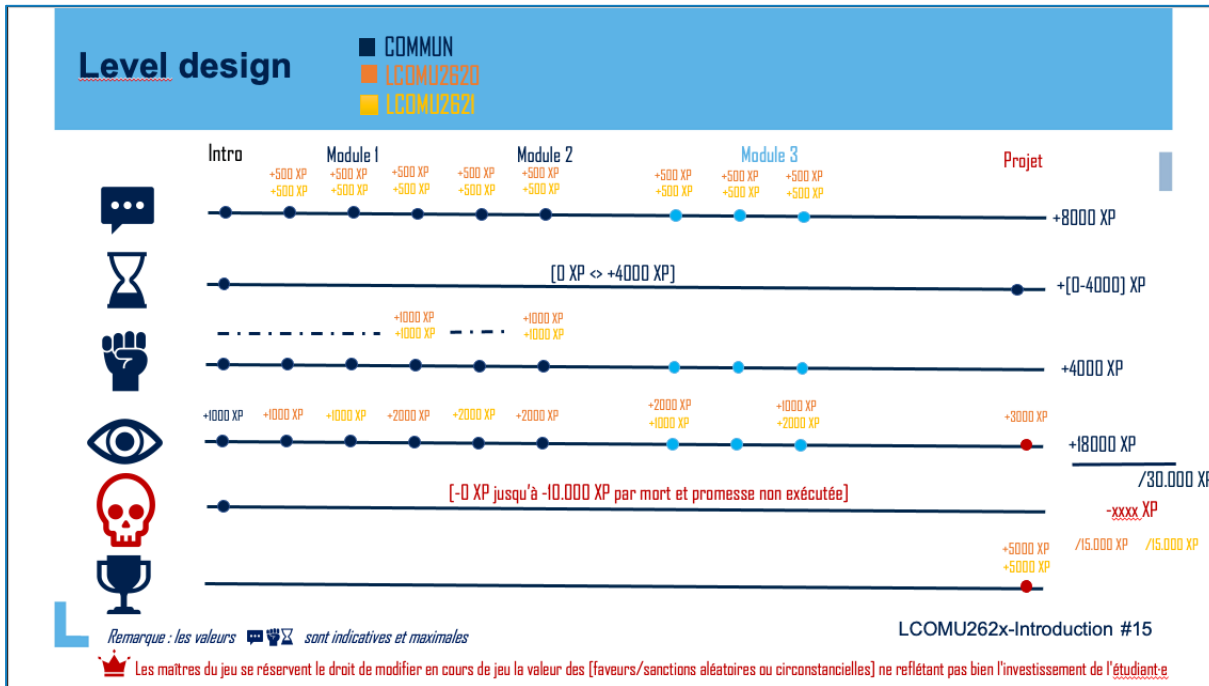 Level design
COMMUN
LCOMU2620
LCOMU2621
Intro Module 1 Module 2 Module 3 Projet
+500 XP +500 XP +500 XP +500 XP +500 XP +500 XP +500 XP +500 XP
+500 XP +500 XP +500 XP +500 XP +500 XP +500 XP +500 XP +500 XP
+8000 XP
[0 XP <> +4000 XP]
+[0-4000] XP
+1000 XP +1000 XP
+1000 XP +1000 XP
+4000 XP
+1000 XP +1000 XP +1000 XP +2000 XP +2000 XP +2000 XP +2000 XP +1000 XP +3000 XP
+1000 XP +2000 XP
+18000 XP
/30.000 XP
[-0 XP jusqu'à -10.000 XP par mort et promesse non exécutée]
-xxxx XP
+5000 XP /15.000 XP /15.000 XP
+5000 XP
Remarque : les valeurs sont indicatives et maximales
LCOMU262x-Introduction #15
Les maîtres du jeu se réservent le droit de modifier en cours de jeu la valeur des [faveurs/sanctions aléatoires ou circonstancielles] ne reflétant pas bien l'investissement de l'étudiant·e